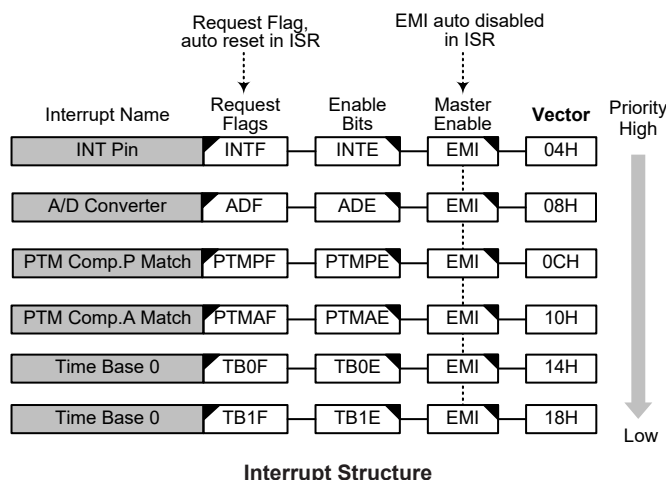 Request Flag,
auto reset in ISR
EMI auto disabled
in ISR
Interrupt Name
Request
Flags
Enable
Bits
Master
Enable
Vector
Priority
High
INT Pin INTF INTE EMI 04H
A/D Converter ADF ADE EMI 08H
PTM Comp.P Match PTMPF PTMPE EMI 0CH
PTM Comp.A Match PTMAF PTMAE EMI 10H
Time Base 0 TB0F TB0E EMI 14H
Time Base 0 TB1F TB1E EMI 18H
Low
Interrupt Structure